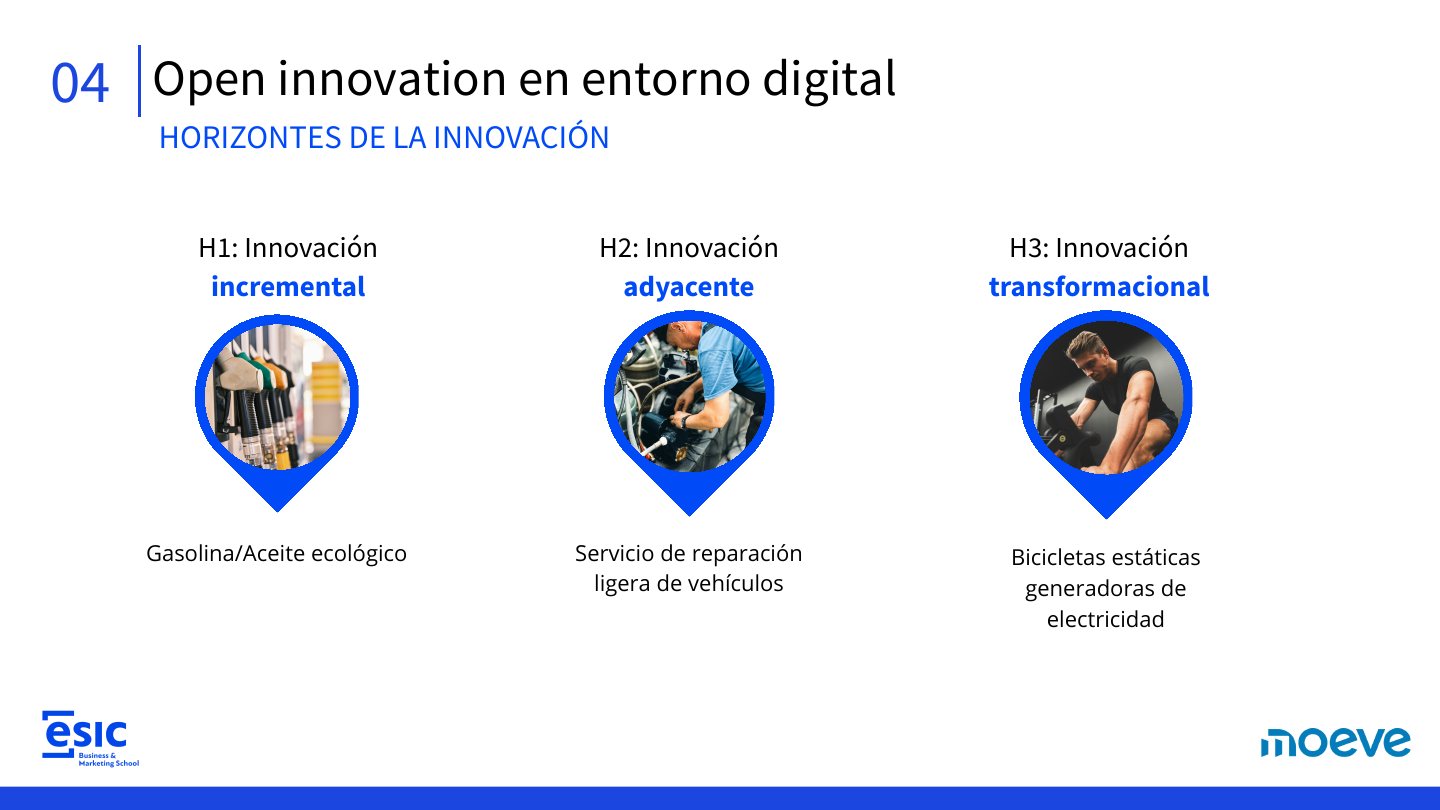 04
Open innovation en entorno digital
HORIZONTES DE LA INNOVACIÓN
H1: Innovación
incremental
H2: Innovación
adyacente
H3: Innovación
transformacional
Gasolina/Aceite ecológico
Servicio de reparación
ligera de vehículos
Bicicletas estáticas
generadoras de
electricidad
esic
Business &
Marketing School
moeve